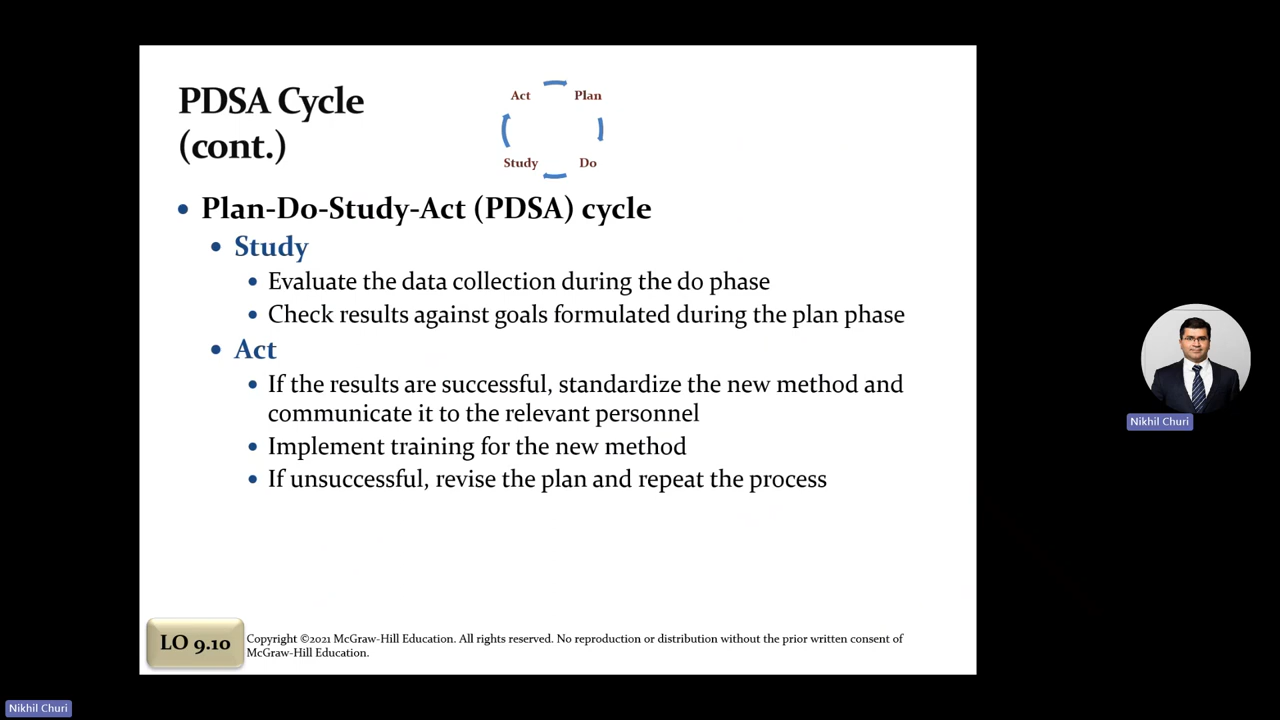 PDSA Cycle
(cont.)
Act
Plan
Study
Do
Plan-Do-Study-Act (PDSA) cycle
Study
Evaluate the data collection during the do phase
Check results against goals formulated during the plan phase
Act
If the results are successful, standardize the new method and
communicate it to the relevant personnel
Implement training for the new method
If unsuccessful, revise the plan and repeat the process
LO 9.10
Copyright ©2021 McGraw-Hill Education. All rights reserved. No reproduction or distribution without the prior written consent of
McGraw-Hill Education.
Nikhil Churi
Nikhil Churi